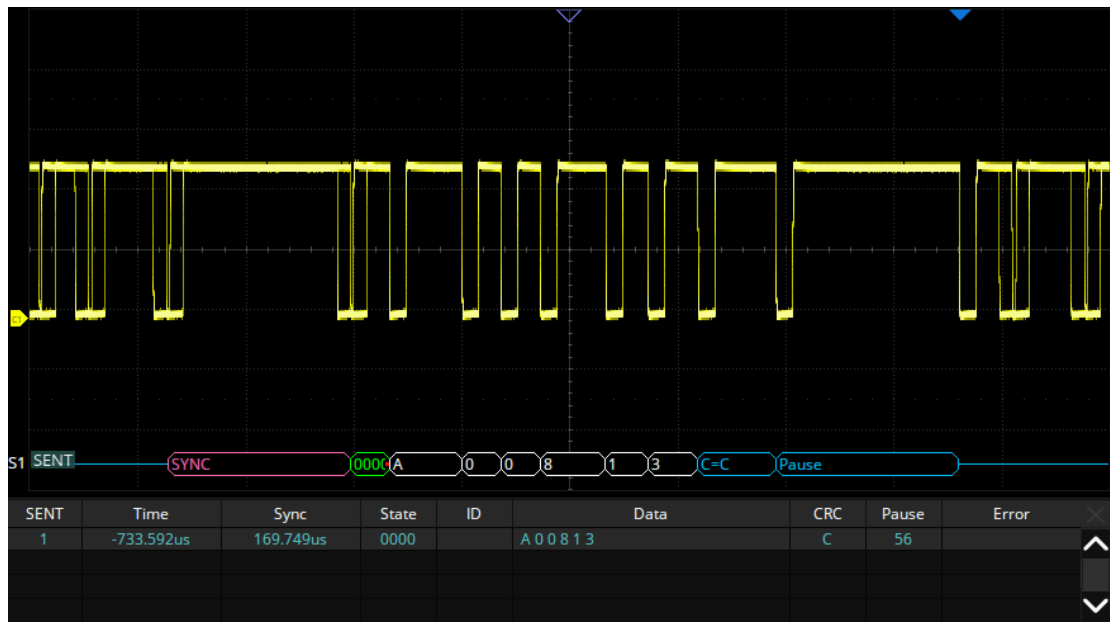 C1
S1 SENT SYNC 0000 A 0 0 8 1 3 C=C Pause
SENT Time Sync State ID Data CRC Pause Error
1 -733.592us 169.749us 0000 A 0 0 8 1 3 C 56